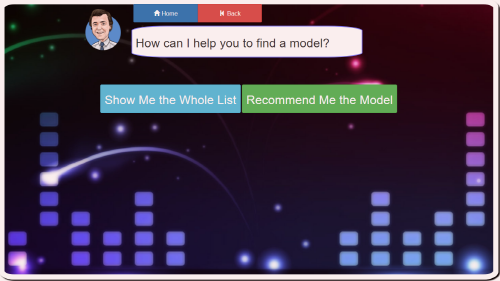 Home Back
How can I help you to find a model?
Show Me the Whole List Recommend Me the Model